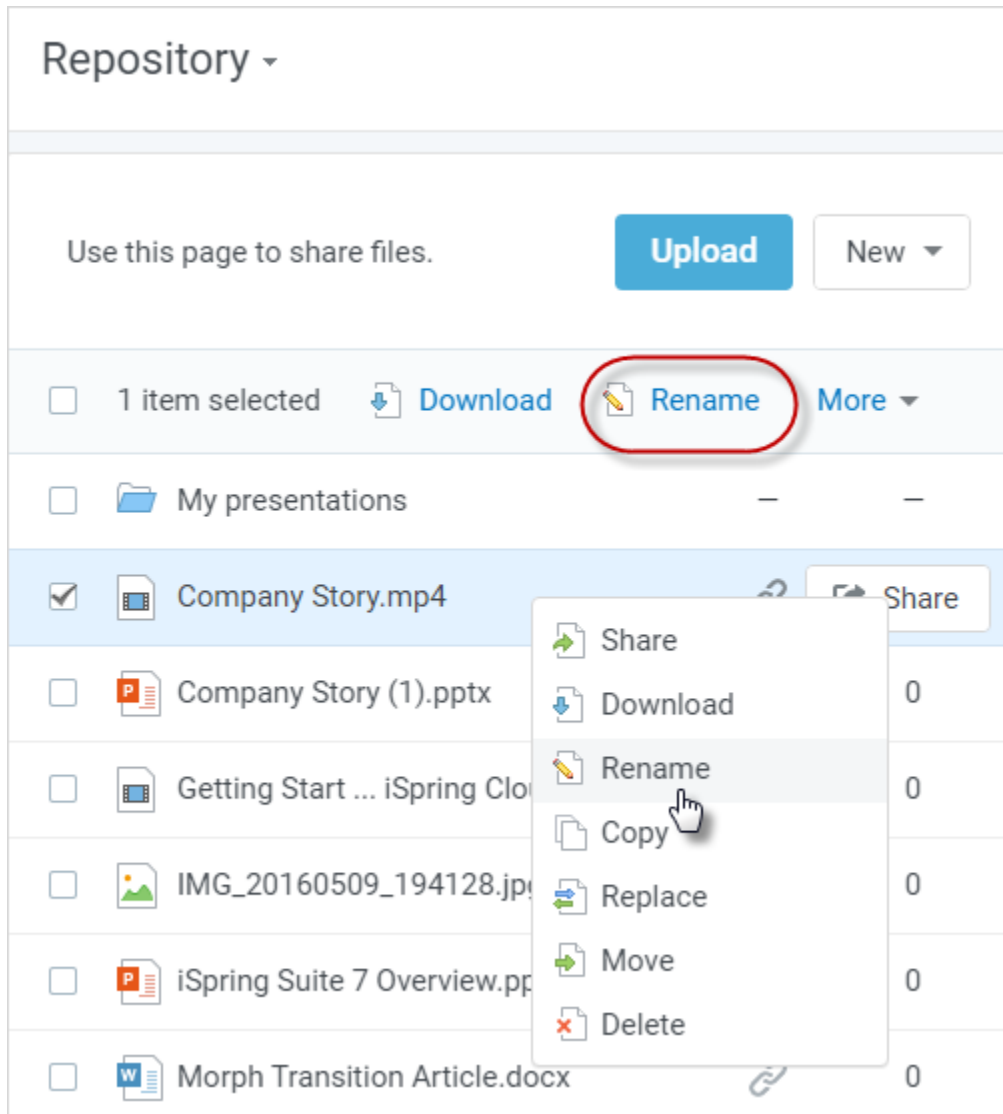 Repository
Use this page to share files.
Upload
New
1 item selected
Download
Rename
More
My presentations
–
–
Company Story.mp4
Share
Share
Company Story (1).pptx
0
Download
Rename
Getting Start ... iSpring Clou
0
Copy
IMG_20160509_194128.jpg
0
Replace
Move
iSpring Suite 7 Overview.pp
0
Delete
Morph Transition Article.docx
0